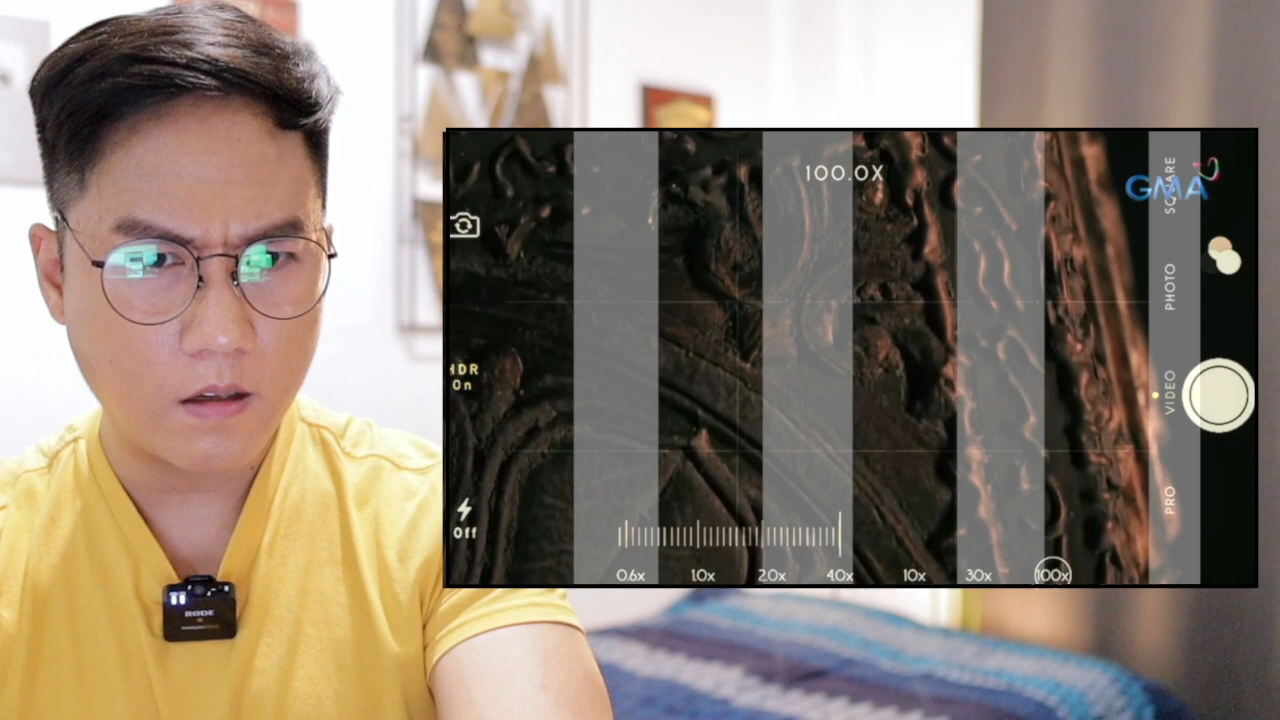 100.0X
GMA
SQUARE
PHOTO
HDR
On
VIDEO
PRO
Off
0.6x 1.0x 2.0x 4.0x 10x 30x 100x
RODE